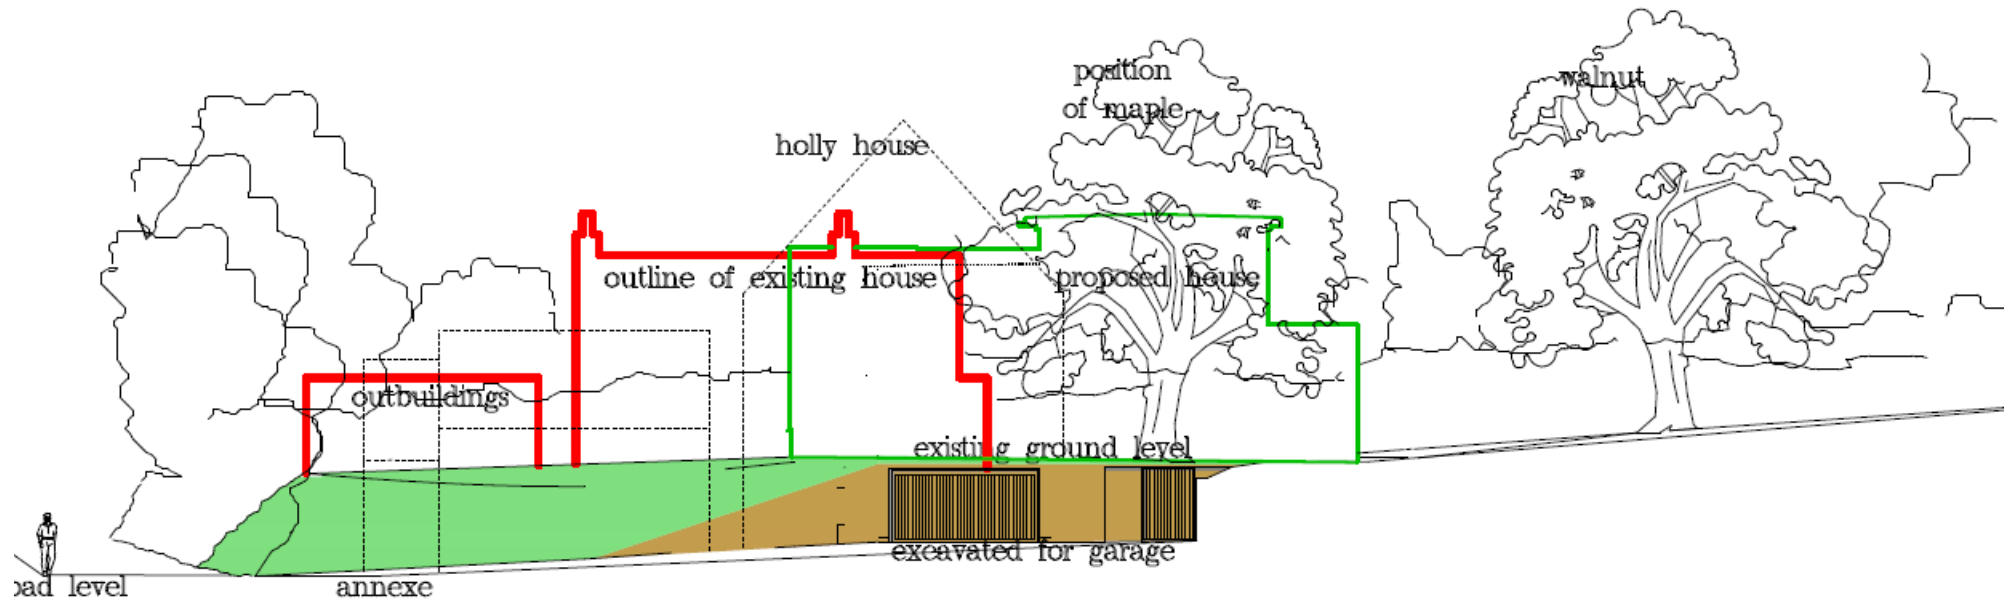 position
of maple
walnut
holly house
outline of existing house
proposed house
outbuildings
existing ground level
excavated for garage
level
annexe